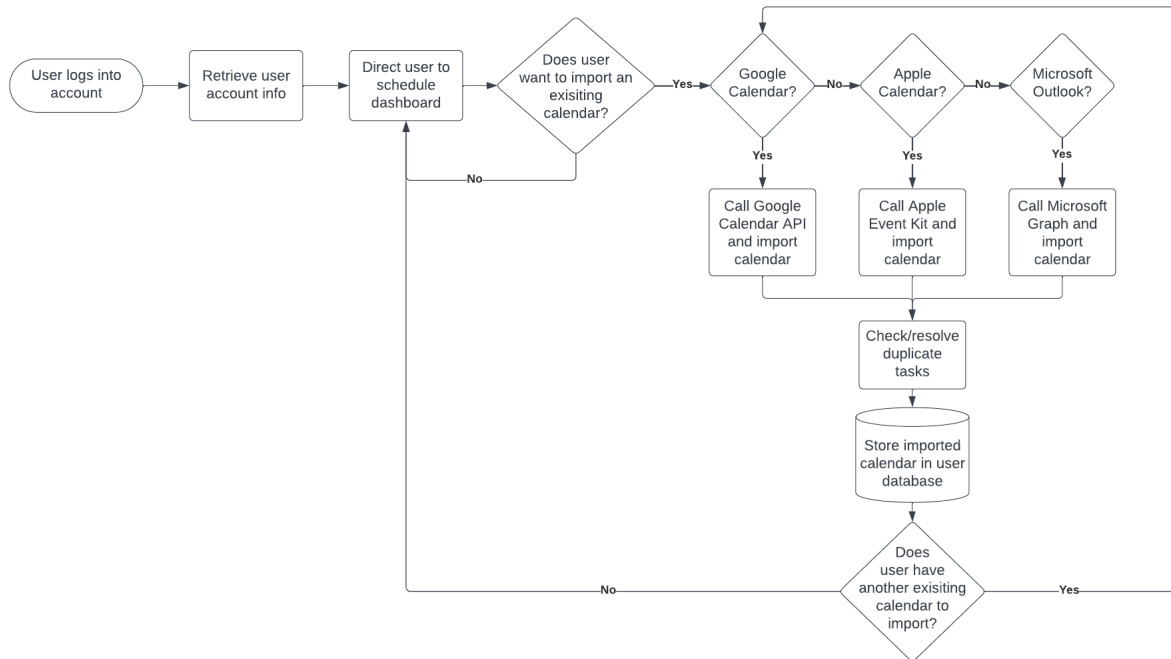 User logs into
account
Retrieve user
account info
Direct user to
schedule
dashboard
Does user
want to import an
exisiting
calendar?
No
Yes
Google
Calendar?
No
Apple
Calendar?
No
Microsoft
Outlook?
Yes
Yes
Yes
Call Google
Calendar API
and import
calendar
Call Apple
Event Kit and
import
calendar
Call Microsoft
Graph and
import
calendar
Check/resolve
duplicate
tasks
Store imported
calendar in user
database
Does
user have
another exisiting
calendar to
import?
No
Yes